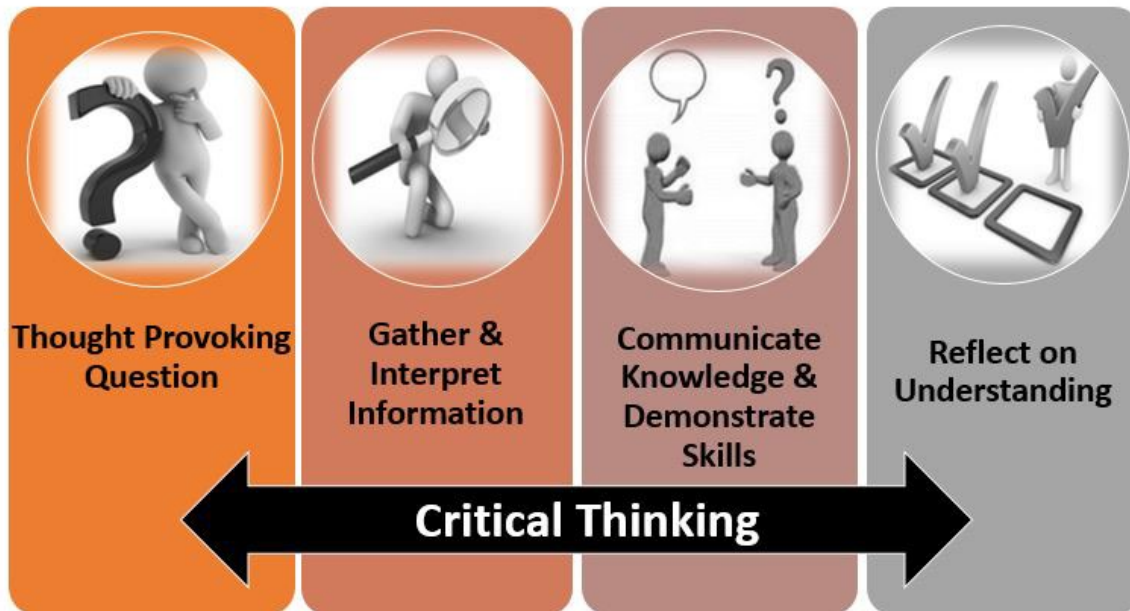 Thought Provoking
Question
Gather &
Interpret
Information
Communicate
Knowledge &
Demonstrate
Skills
Reflect on
Understanding
Critical Thinking